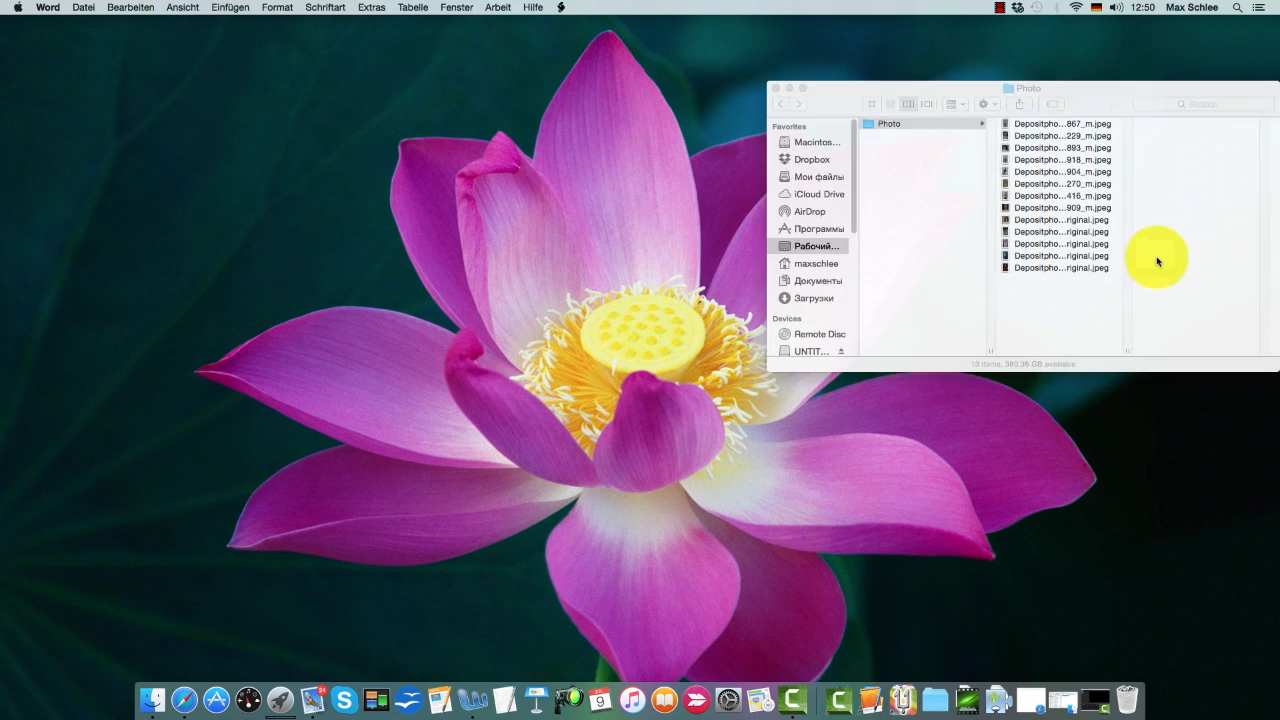 Word Datei Bearbeiten Ansicht Einfügen Format Schriftart Extras Tabelle Fenster Arbeit Hilfe 12:50 Max Schlee
Photo
Search
Favorites
Macintos...
Dropbox
Мои файлы
iCloud Drive
AirDrop
Программы
Рабочий...
maxschlee
Документы
Загрузки
Devices
Remote Disc
UNTIT...
Photo
Depositpho...867_m.jpeg
Depositpho...229_m.jpeg
Depositpho...893_m.jpeg
Depositpho...918_m.jpeg
Depositpho...904_m.jpeg
Depositpho...270_m.jpeg
Depositpho...416_m.jpeg
Depositpho...909_m.jpeg
Depositpho...riginal.jpeg
Depositpho...riginal.jpeg
Depositpho...riginal.jpeg
Depositpho...riginal.jpeg
Depositpho...riginal.jpeg
24
9